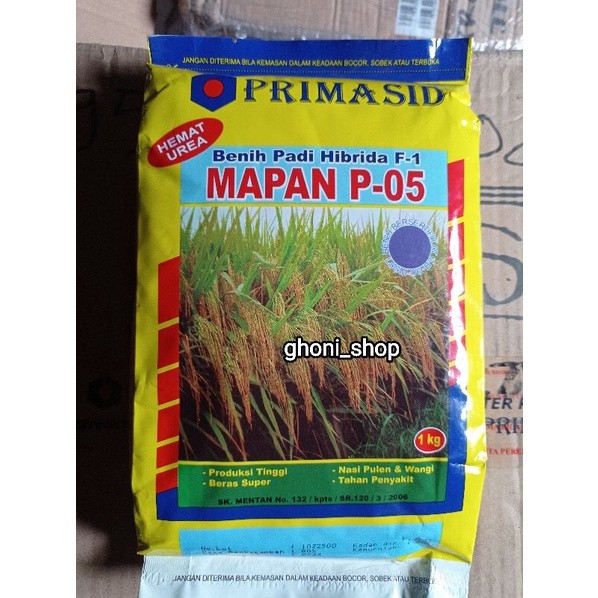 JANGAN DITERIMA BILA KEMASAN DALAM KEADAAN BOCOR, SOBEK ATAU TERBUKA
PRIMASID
HEMAT
UREA
Benih Padi Hibrida F-1
MAPAN P-05
ghoni_shop
1 kg
- Produksi Tinggi
- Beras Super
- Nasi Pulen & Wangi
- Tahan Penyakit
SK. MENTAN No. 132 / kpts / SR.120 / 3 / 2006
JANGAN DITERIMA BILA KEMASAN DALAM KEADAAN BOCOR, SOBEK ATAU TERBUKA